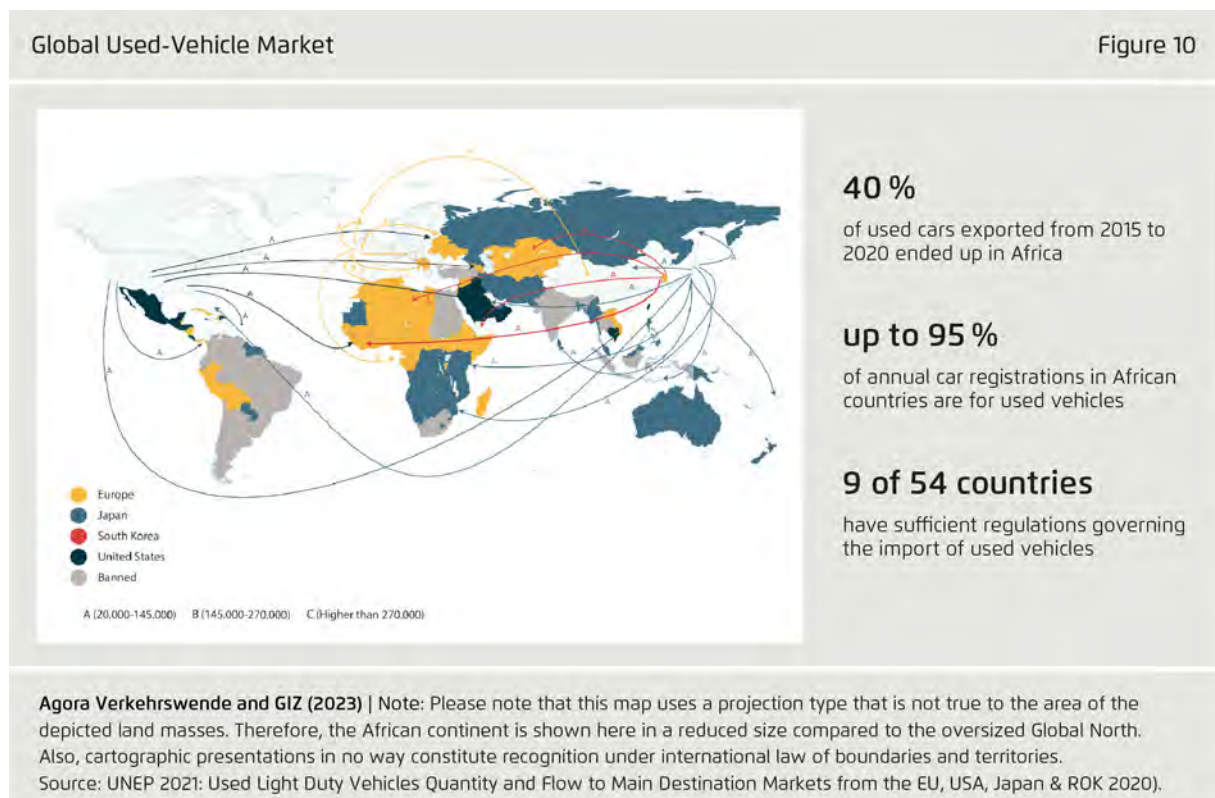 Global Used-Vehicle Market
Figure 10
40 %
of used cars exported from 2015 to
2020 ended up in Africa
up to 95 %
of annual car registrations in African
countries are for used vehicles
9 of 54 countries
have sufficient regulations governing
the import of used vehicles
Europe
Japan
South Korea
United States
Banned
A (20.000-145.000) B (145.000-270.000) C (Higher than 270.000)
Agora Verkehrswende and GIZ (2023) | Note: Please note that this map uses a projection type that is not true to the area of the
depicted land masses. Therefore, the African continent is shown here in a reduced size compared to the oversized Global North.
Also, cartographic presentations in no way constitute recognition under international law of boundaries and territories.
Source: UNEP 2021: Used Light Duty Vehicles Quantity and Flow to Main Destination Markets from the EU, USA, Japan & ROK 2020).